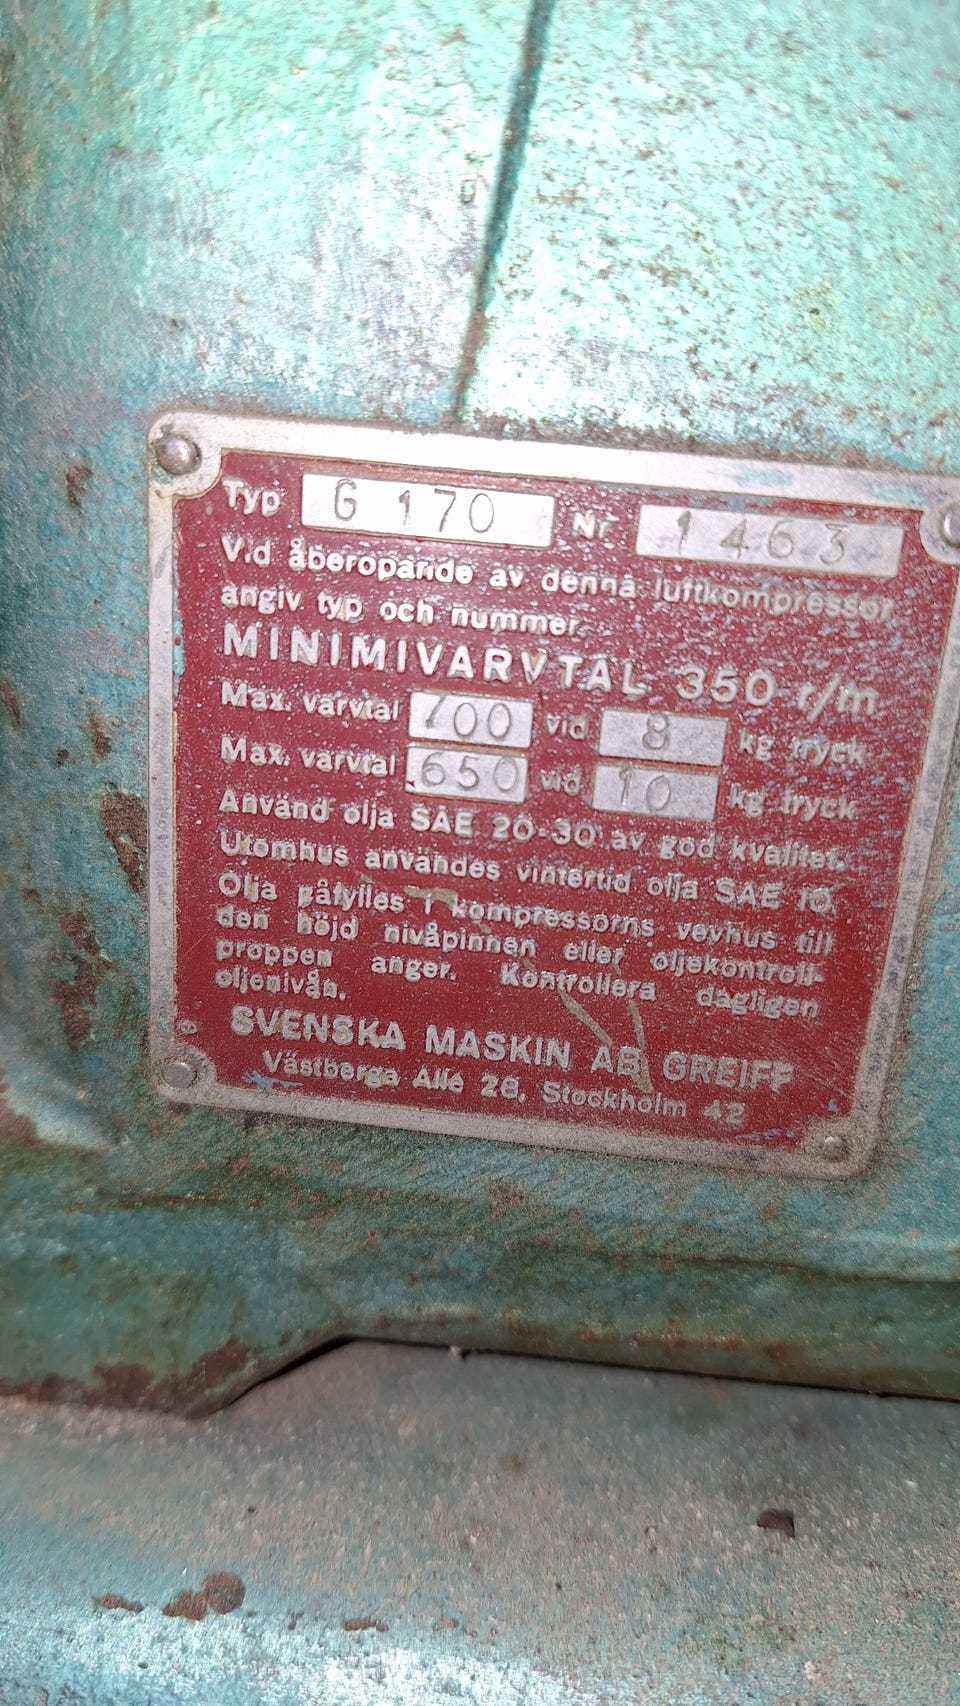 Typ G 170 Nr 1463
Vid åberopande av denna luftkompressor
angiv typ och nummer.
MINIMIVARVTAL 350 r/m
Max. varvtal 700 vid 8 kg tryck
Max. varvtal 650 vid 10 kg tryck
Använd olja SAE 20-30 av god kvalitet.
Utomhus användes vintertid olja SAE 10.
Olja påfylles i kompressorns vevhus till
den höjd nivåpinnen eller oljekontroll-
proppen anger. Kontrollera dagligen
oljenivån.
SVENSKA MASKIN AB GREIFF
Västberga Allé 28, Stockholm 42